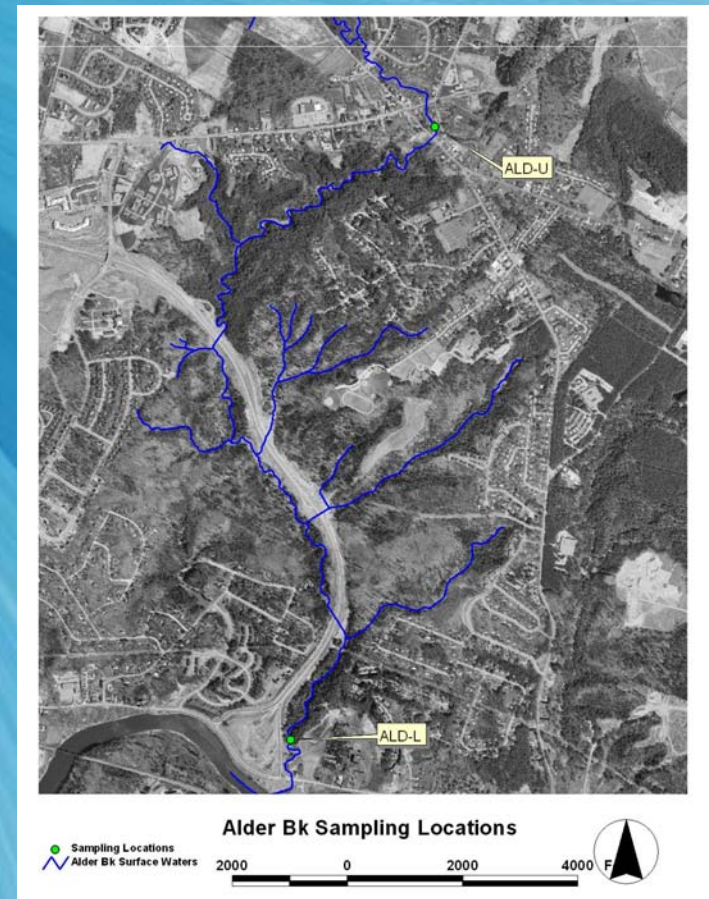 ALD-U
ALD-L
Alder Bk Sampling Locations
Sampling Locations
Alder Bk Surface Waters
2000 0 2000 4000 F